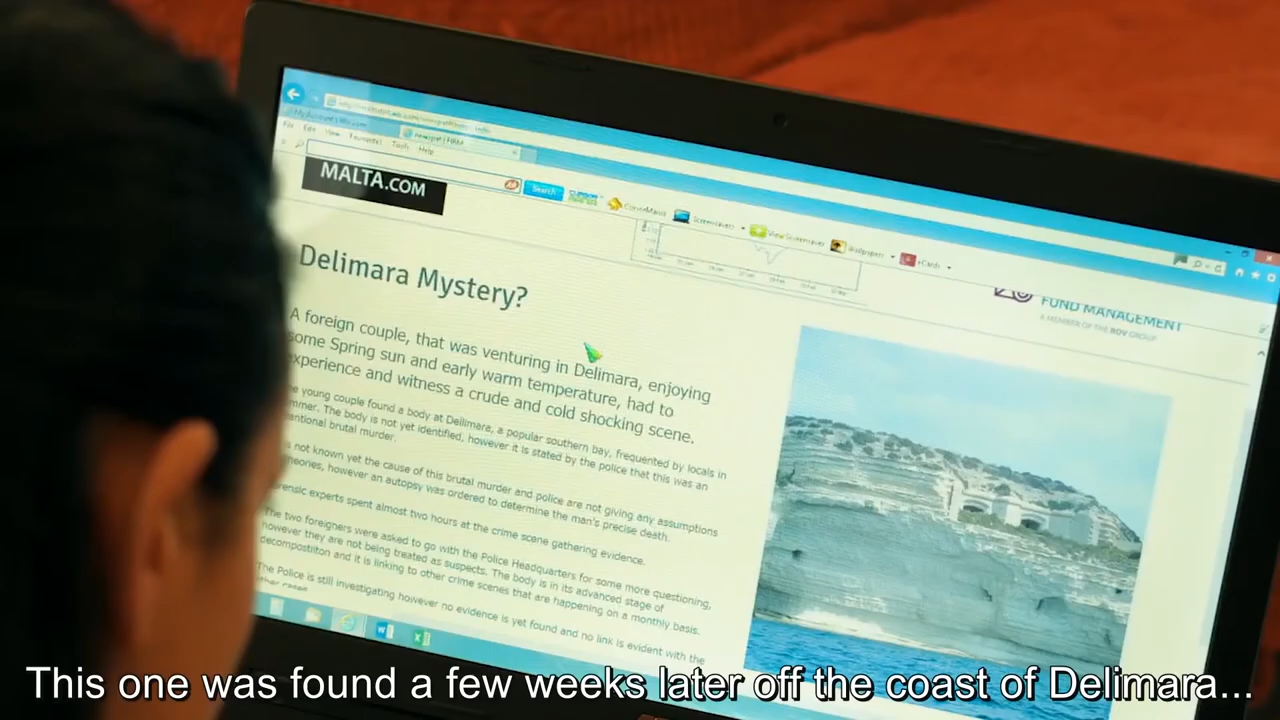 File Edit View Favourites Tools Help
MALTA.COM
Search
Screensavers
Wallpapers
eCards
FUND MANAGEMENT
A MEMBER OF THE BOV GROUP
Delimara Mystery?
A foreign couple, that was venturing in Delimara, enjoying
some Spring sun and early warm temperature, had to
experience and witness a crude and cold shocking scene.
young couple found a body at Delimara, a popular southern bay, frequented by locals in
The body is not yet identified, however it is stated by the police that this was an
brutal murder.
is not known yet the cause of this brutal murder and police are not giving any assumptions
however an autopsy was ordered to determine the man's precise death.
experts spent almost two hours at the crime scene gathering evidence.
The two foreigners were asked to go with the Police Headquarters for some more questioning,
however they are not being treated as suspects. The body is in its advanced stage of
decompostiton and it is linking to other crime scenes that are happening on a monthly basis.
The Police is still investigating however no evidence is yet found and no link is evident with the
This one was found a few weeks later off the coast of Delimara...